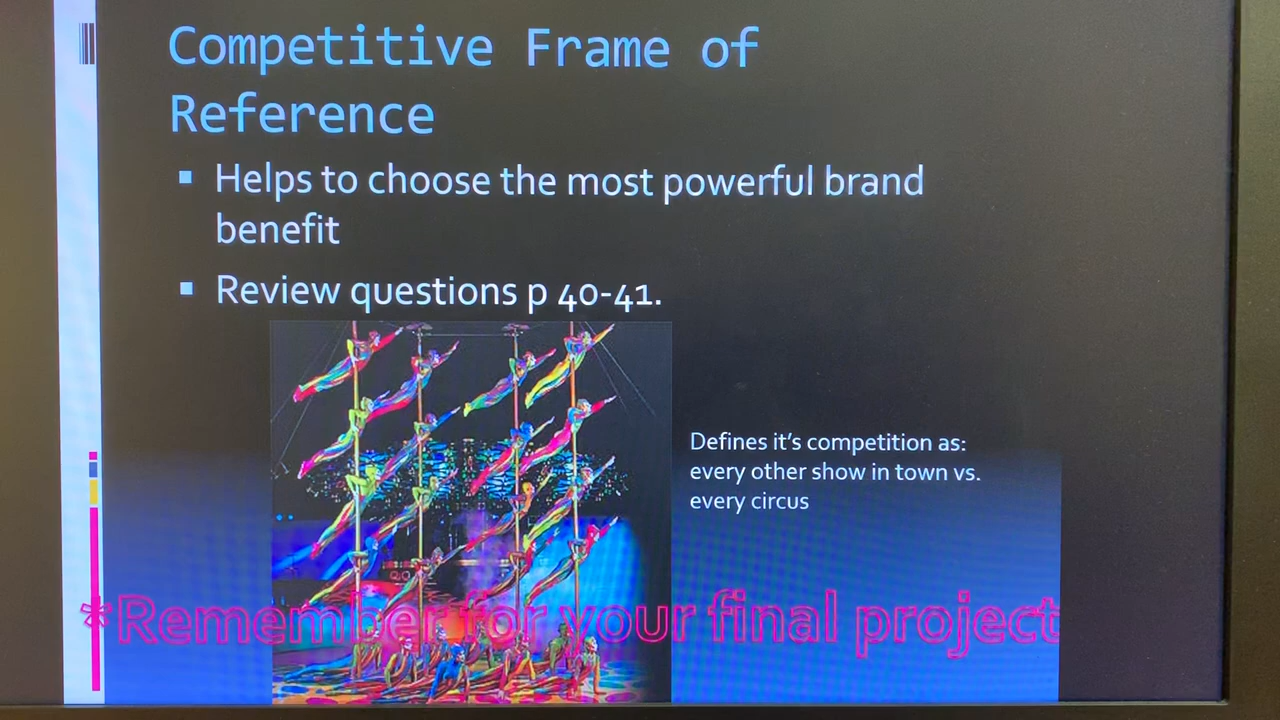 Competitive Frame of
Reference
▪ Helps to choose the most powerful brand
benefit
▪ Review questions p 40-41.
Defines it's competition as:
every other show in town vs.
every circus
*Remember for your final project